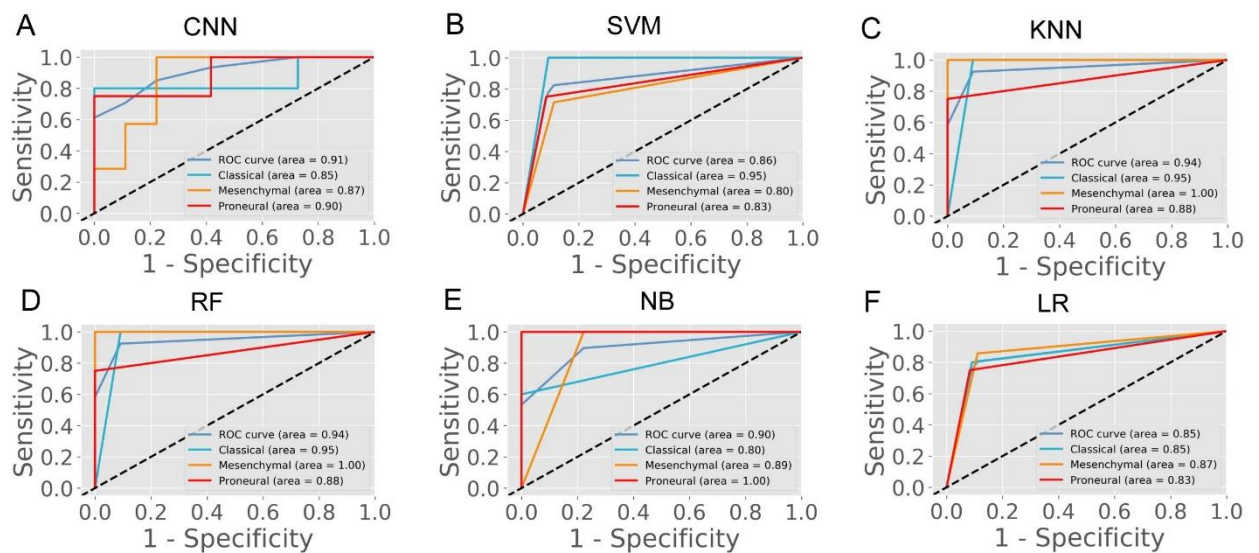 A CNN
Sensitivity
1.0
0.8
0.6
0.4
0.2
0.0
ROC curve (area = 0.91)
Classical (area = 0.85)
Mesenchymal (area = 0.87)
Proneural (area = 0.90)
0.0 0.2 0.4 0.6 0.8 1.0
1 - Specificity
B SVM
Sensitivity
1.0
0.8
0.6
0.4
0.2
0.0
ROC curve (area = 0.86)
Classical (area = 0.95)
Mesenchymal (area = 0.80)
Proneural (area = 0.83)
0.0 0.2 0.4 0.6 0.8 1.0
1 - Specificity
C KNN
Sensitivity
1.0
0.8
0.6
0.4
0.2
0.0
ROC curve (area = 0.94)
Classical (area = 0.95)
Mesenchymal (area = 1.00)
Proneural (area = 0.88)
0.0 0.2 0.4 0.6 0.8 1.0
1 - Specificity
D RF
Sensitivity
1.0
0.8
0.6
0.4
0.2
0.0
ROC curve (area = 0.94)
Classical (area = 0.95)
Mesenchymal (area = 1.00)
Proneural (area = 0.88)
0.0 0.2 0.4 0.6 0.8 1.0
1 - Specificity
E NB
Sensitivity
1.0
0.8
0.6
0.4
0.2
0.0
ROC curve (area = 0.90)
Classical (area = 0.80)
Mesenchymal (area = 0.89)
Proneural (area = 1.00)
0.0 0.2 0.4 0.6 0.8 1.0
1 - Specificity
F LR
Sensitivity
1.0
0.8
0.6
0.4
0.2
0.0
ROC curve (area = 0.85)
Classical (area = 0.85)
Mesenchymal (area = 0.87)
Proneural (area = 0.83)
0.0 0.2 0.4 0.6 0.8 1.0
1 - Specificity